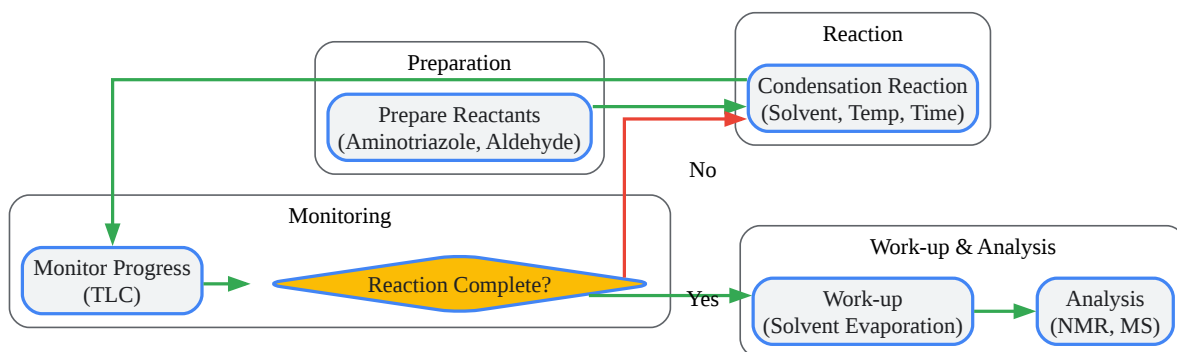 Reaction
Condensation Reaction
(Solvent, Temp, Time)
Preparation
Prepare Reactants
(Aminotriazole, Aldehyde)
No
Monitoring
Monitor Progress
(TLC)
Reaction Complete?
Yes
Work-up & Analysis
Work-up
(Solvent Evaporation)
Analysis
(NMR, MS)